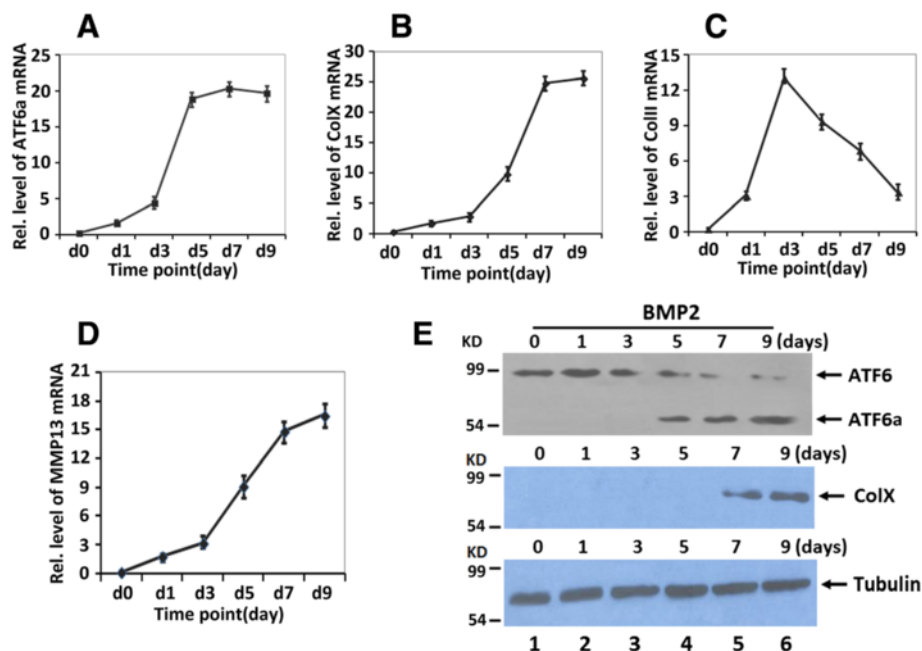 A
Rel. level of ATF6a mRNA
25
20
15
10
5
0
d0 d1 d3 d5 d7 d9
Time point(day)
B
Rel. level of ColX mRNA
30
25
20
15
10
5
0
d0 d1 d3 d5 d7 d9
Time point(day)
C
Rel. level of ColII mRNA
15
12
9
6
3
0
d0 d1 d3 d5 d7 d9
Time point(day)
D
Rel. level of MMP13 mRNA
21
18
15
12
9
6
3
0
d0 d1 d3 d5 d7 d9
Time point(day)
E
BMP2
KD 0 1 3 5 7 9 (days)
99
ATF6
54
ATF6a
KD 0 1 3 5 7 9 (days)
99
ColX
54
KD 0 1 3 5 7 9 (days)
99
Tubulin
54
1 2 3 4 5 6